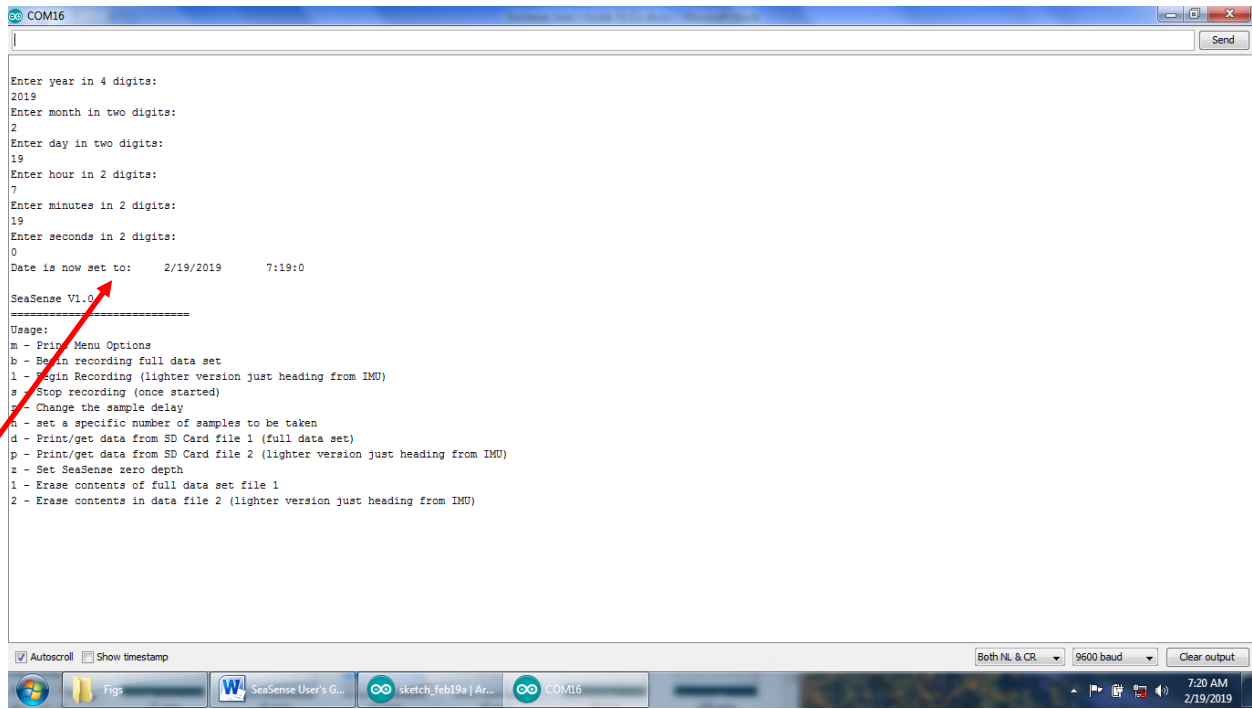 COM16
Send
Enter year in 4 digits:
2019
Enter month in two digits:
2
Enter day in two digits:
19
Enter hour in 2 digits:
7
Enter minutes in 2 digits:
19
Enter seconds in 2 digits:
0
Date is now set to: 2/19/2019 7:19:0
SeaSense V1.0
============================
Usage:
m - Print Menu Options
b - Begin recording full data set
l - Begin Recording (lighter version just heading from IMU)
s - Stop recording (once started)
r - Change the sample delay
n - set a specific number of samples to be taken
d - Print/get data from SD Card file 1 (full data set)
p - Print/get data from SD Card file 2 (lighter version just heading from IMU)
z - Set SeaSense zero depth
1 - Erase contents of full data set file 1
2 - Erase contents in data file 2 (lighter version just heading from IMU)
Autoscroll Show timestamp Both NL & CR 9600 baud Clear output
Figs SeaSense User's G... sketch_feb19a | Ar... COM16 7:20 AM
2/19/2019